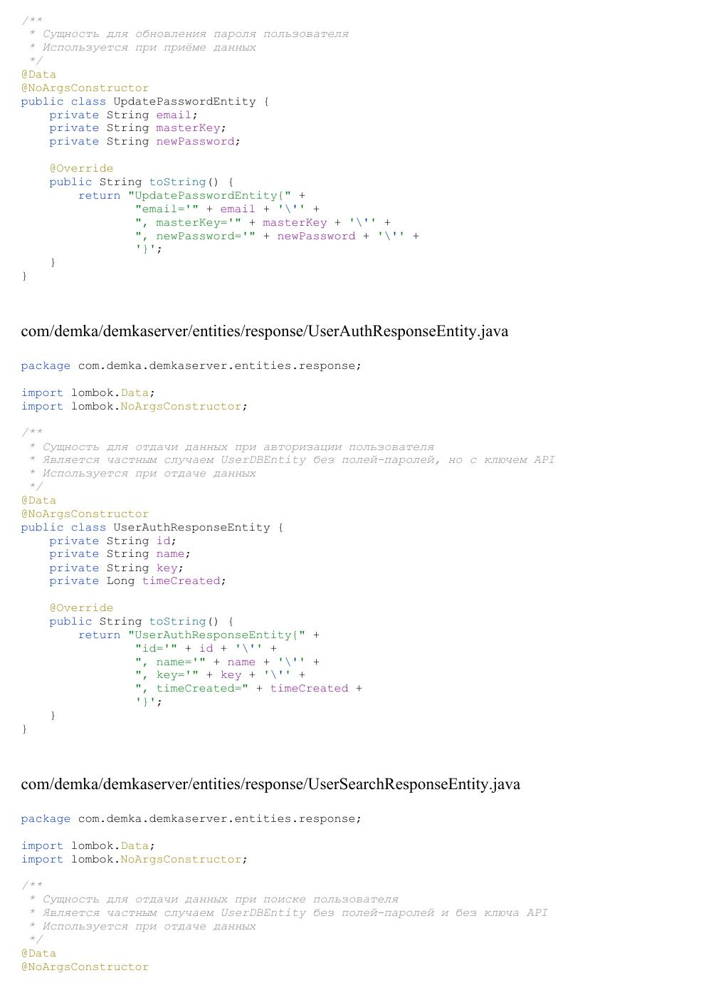 /**
 * Сущность для обновления пароля пользователя
 * Используется при приёме данных
 */
@Data
@NoArgsConstructor
public class UpdatePasswordEntity {
    private String email;
    private String masterKey;
    private String newPassword;

    @Override
    public String toString() {
        return "UpdatePasswordEntity{" +
                "email='" + email + '\'' +
                ", masterKey='" + masterKey + '\'' +
                ", newPassword='" + newPassword + '\'' +
                '}';
    }
}

com/demka/demkaserver/entities/response/UserAuthResponseEntity.java

package com.demka.demkaserver.entities.response;

import lombok.Data;
import lombok.NoArgsConstructor;

/**
 * Сущность для отдачи данных при авторизации пользователя
 * Является частным случаем UserDBEntity без полей-паролей, но с ключем API
 * Используется при отдаче данных
 */
@Data
@NoArgsConstructor
public class UserAuthResponseEntity {
    private String id;
    private String name;
    private String key;
    private Long timeCreated;

    @Override
    public String toString() {
        return "UserAuthResponseEntity{" +
                "id='" + id + '\'' +
                ", name='" + name + '\'' +
                ", key='" + key + '\'' +
                ", timeCreated=" + timeCreated +
                '}';
    }
}

com/demka/demkaserver/entities/response/UserSearchResponseEntity.java

package com.demka.demkaserver.entities.response;

import lombok.Data;
import lombok.NoArgsConstructor;

/**
 * Сущность для отдачи данных при поиске пользователя
 * Является частным случаем UserDBEntity без полей-паролей и без ключа API
 * Используется при отдаче данных
 */
@Data
@NoArgsConstructor